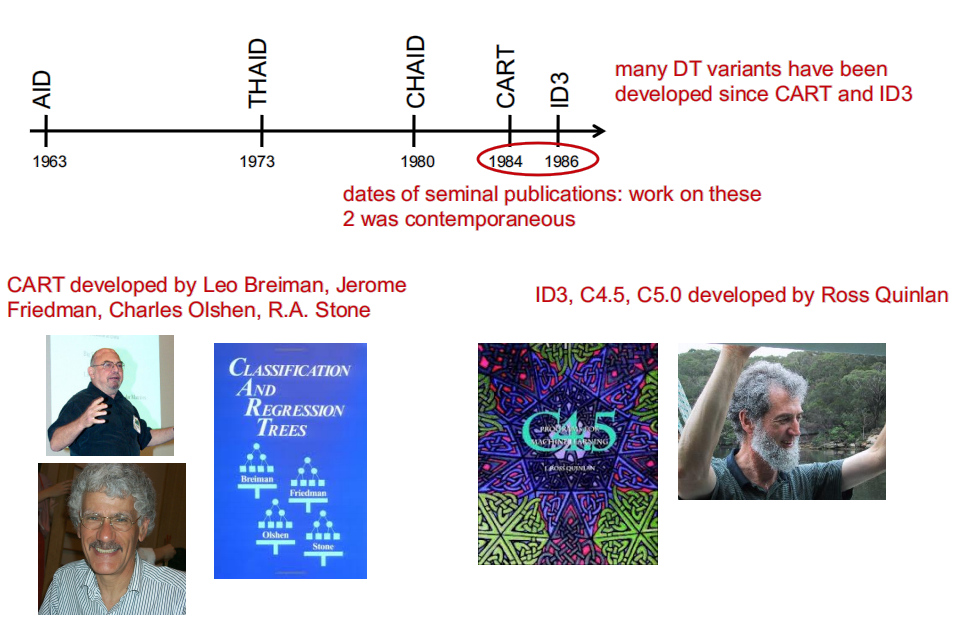 AID
THAID
CHAID
CART
ID3
many DT variants have been
developed since CART and ID3
1963
1973
1980
1984
1986
dates of seminal publications: work on these
2 was contemporaneous
CART developed by Leo Breiman, Jerome
Friedman, Charles Olshen, R.A. Stone
ID3, C4.5, C5.0 developed by Ross Quinlan
CLASSIFICATION
AND
REGRESSION
TREES
Breiman
Friedman
Olshen
Stone
C4.5
PROGRAMS FOR
MACHINE LEARNING
J. ROSS QUINLAN